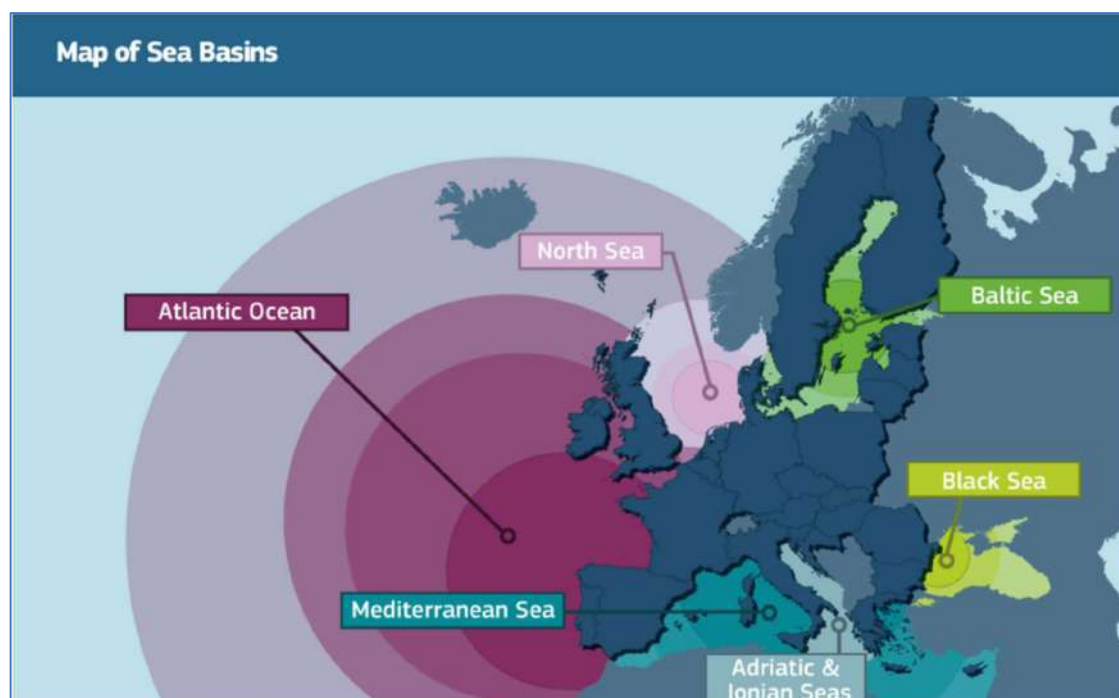 Map of Sea Basins
North Sea
Baltic Sea
Atlantic Ocean
Black Sea
Mediterranean Sea
Adriatic &
Ionian Seas